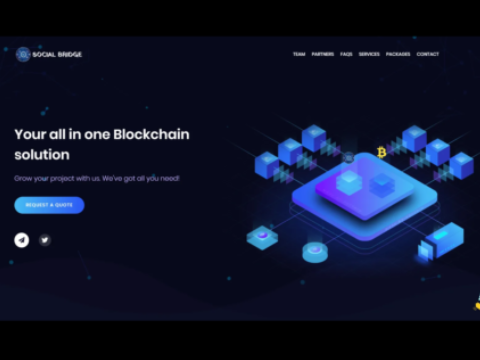 SOCIAL BRIDGE
TEAM PARTNERS FAQS SERVICES PACKAGES CONTACT
Your all in one Blockchain
solution
Grow your project with us. We've got all you need!
REQUEST A QUOTE